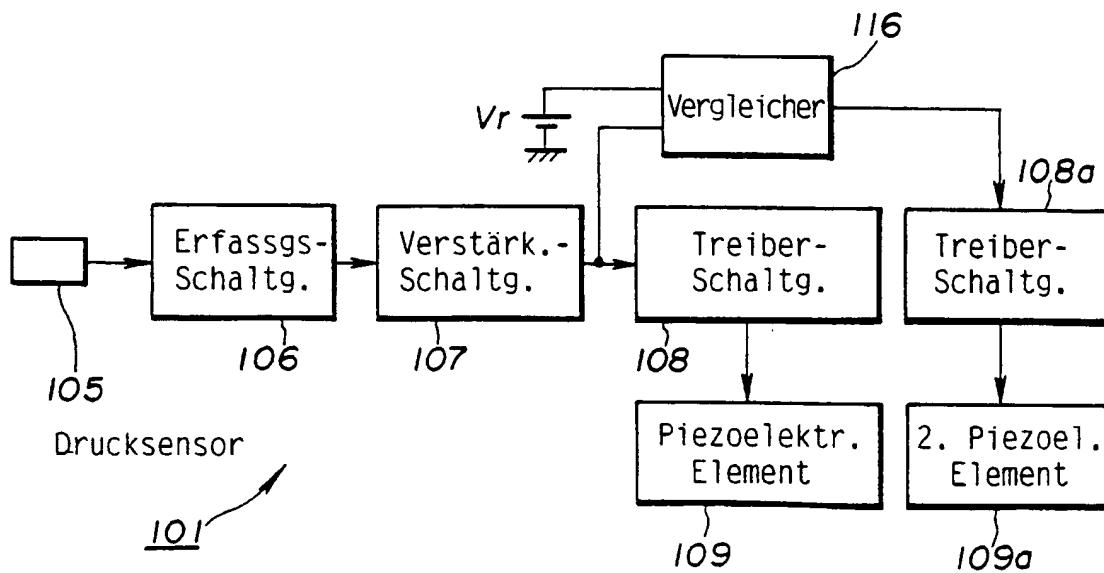 116
Vergleicher
Vr
108a
Erfassgs-
Schaltg.
Verstärk.-
Schaltg.
Treiber-
Schaltg.
Treiber-
Schaltg.
105
106
107
108
Drucksensor
Piezoelektr.
Element
2. Piezoel.
Element
101
109
109a